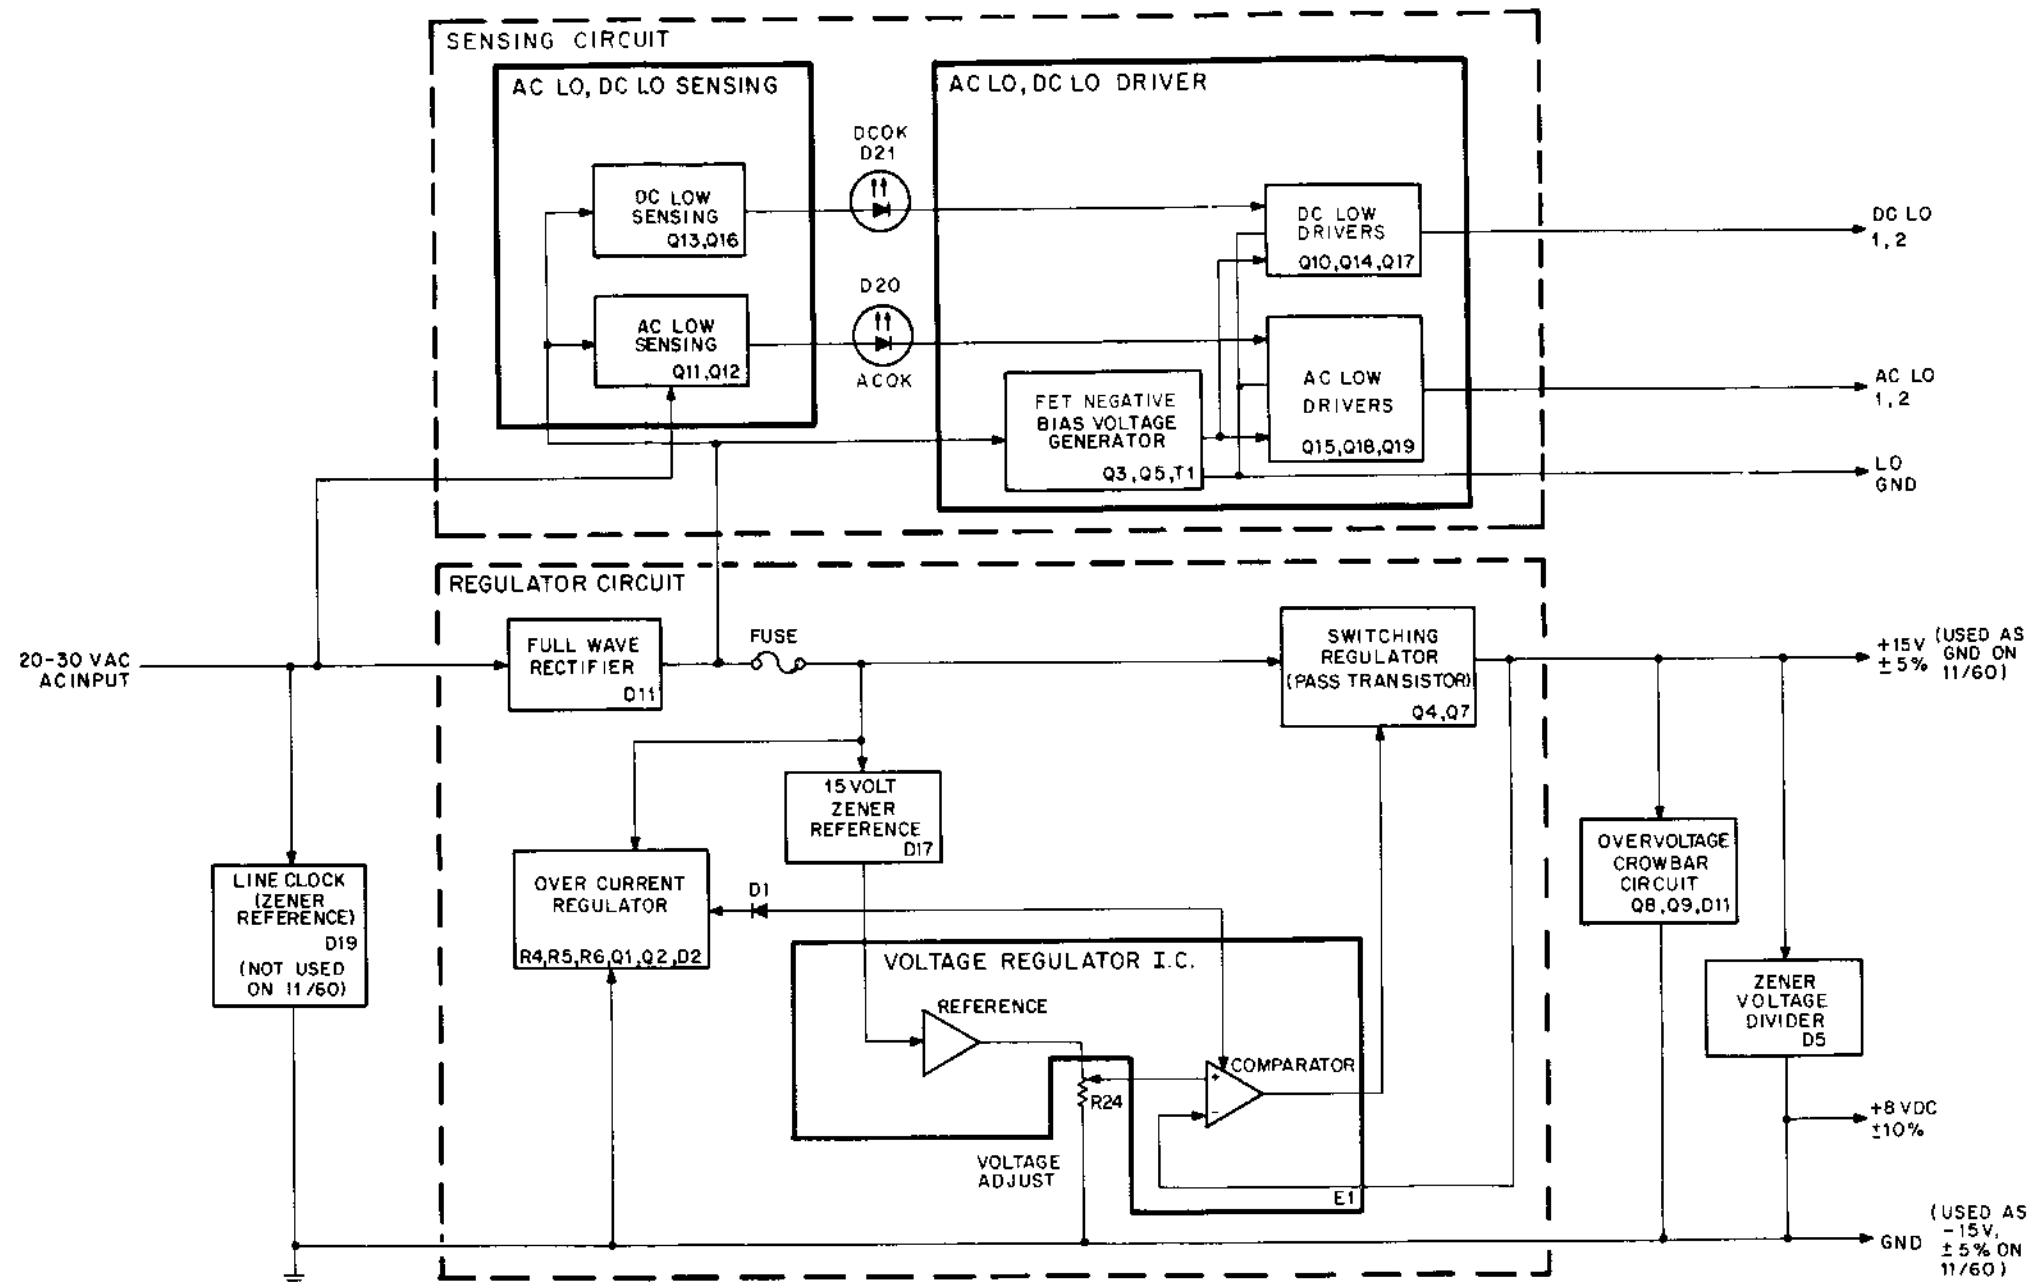 SENSING CIRCUIT
AC LO, DC LO SENSING
AC LO, DC LO DRIVER
DCOK
D21
DC LOW
SENSING
Q13,Q16
DC LOW
DRIVERS
Q10,Q14,Q17
DC LO
1, 2
D20
ACOK
AC LOW
SENSING
Q11,Q12
FET NEGATIVE
BIAS VOLTAGE
GENERATOR
Q3, Q5, T1
AC LOW
DRIVERS
Q15,Q18,Q19
AC LO
1, 2
LO
GND
REGULATOR CIRCUIT
20-30 VAC
AC INPUT
FULL WAVE
RECTIFIER
D11
FUSE
SWITCHING
REGULATOR
(PASS TRANSISTOR)
Q4,Q7
+15V
±5%
(USED AS
GND ON
11/60)
15 VOLT
ZENER
REFERENCE
D17
LINE CLOCK
(ZENER
REFERENCE)
D19
(NOT USED
ON 11/60)
OVER CURRENT
REGULATOR
R4,R5,R6,Q1,Q2,D2
D1
OVERVOLTAGE
CROWBAR
CIRCUIT
Q8,Q9,D11
VOLTAGE REGULATOR I.C.
REFERENCE
COMPARATOR
+
-
R24
VOLTAGE
ADJUST
E1
ZENER
VOLTAGE
DIVIDER
D5
+8 VDC
±10%
GND
(USED AS
-15V,
±5% ON
11/60)